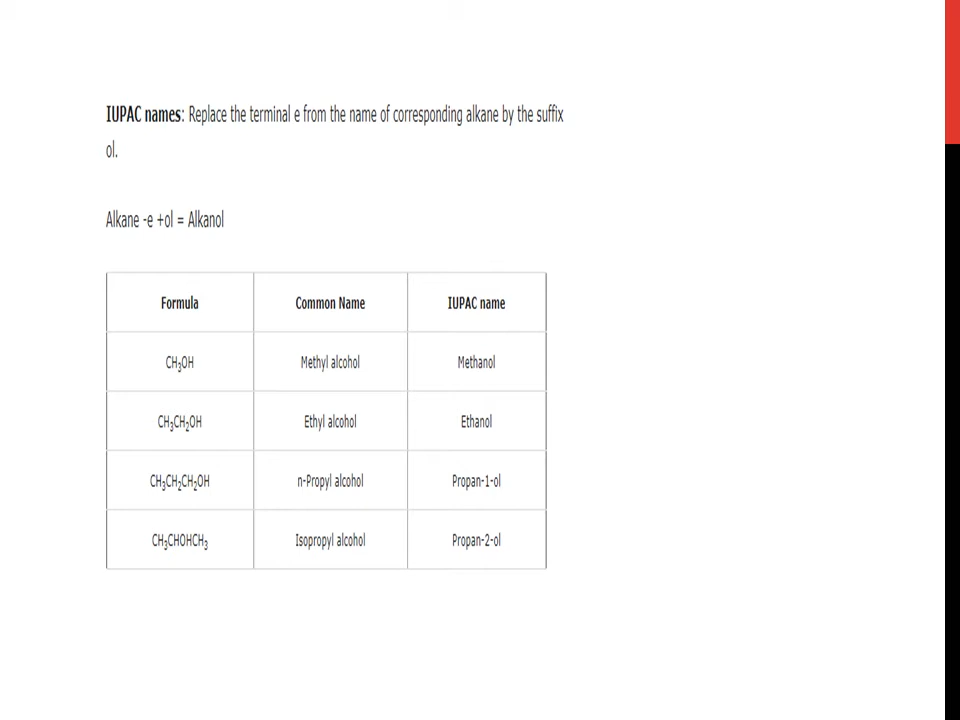 IUPAC names: Replace the terminal e from the name of corresponding alkane by the suffix
ol.
Alkane -e +ol = Alkanol
Formula Common Name IUPAC name
CH₃OH Methyl alcohol Methanol
CH₃CH₂OH Ethyl alcohol Ethanol
CH₃CH₂CH₂OH n-Propyl alcohol Propan-1-ol
CH₃CHOHCH₃ Isopropyl alcohol Propan-2-ol